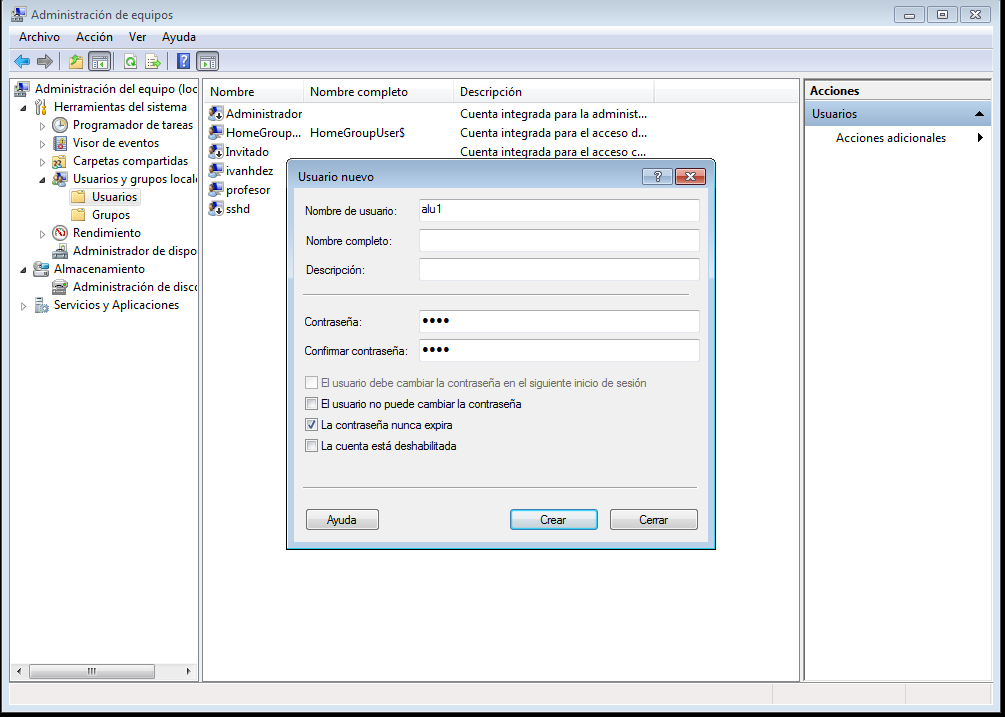 Administración de equipos
Archivo Acción Ver Ayuda
Administración del equipo (loc
Herramientas del sistema
Programador de tareas
Visor de eventos
Carpetas compartidas
Usuarios y grupos locale
Usuarios
Grupos
Rendimiento
Administrador de dispo
Almacenamiento
Administración de disco
Servicios y Aplicaciones
Nombre Nombre completo Descripción
Administrador Cuenta integrada para la administ...
HomeGroup... HomeGroupUser$ Cuenta integrada para el acceso d...
Invitado Cuenta integrada para el acceso c...
ivanhdez
profesor
sshd
Acciones
Usuarios
Acciones adicionales
Usuario nuevo
Nombre de usuario: alu1
Nombre completo:
Descripción:
Contraseña: ••••
Confirmar contraseña: ••••
El usuario debe cambiar la contraseña en el siguiente inicio de sesión
El usuario no puede cambiar la contraseña
La contraseña nunca expira
La cuenta está deshabilitada
Ayuda Crear Cerrar